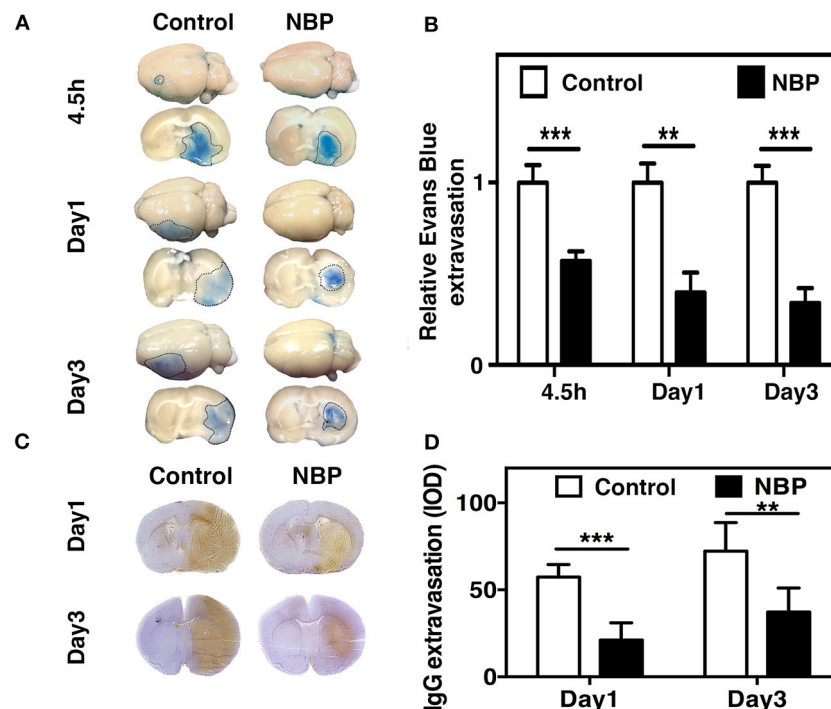 A
Control
NBP
4.5h
Day1
Day3
B
Relative Evans Blue
extravasation
1
0
Control
NBP
***
**
***
4.5h
Day1
Day3
C
Control
NBP
Day1
Day3
D
IgG extravasation (IOD)
100
50
0
Control
NBP
***
**
Day1
Day3